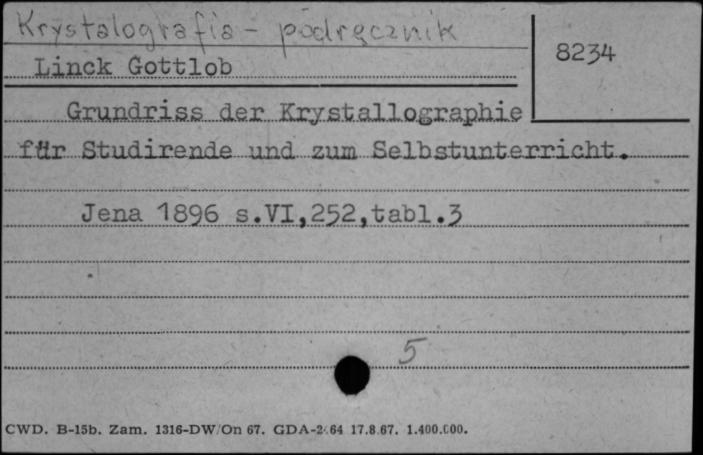 Krystalografia - podręcznik
8234
Linck Gottlob
Grundriss der Krystallographie
für Studirende und zum Selbstunterricht.
Jena 1896 s.VI,252,tabl.3
5
CWD. B-15b. Zam. 1316-DW/On 67. GDA-2.64 17.8.67. 1.400.000.